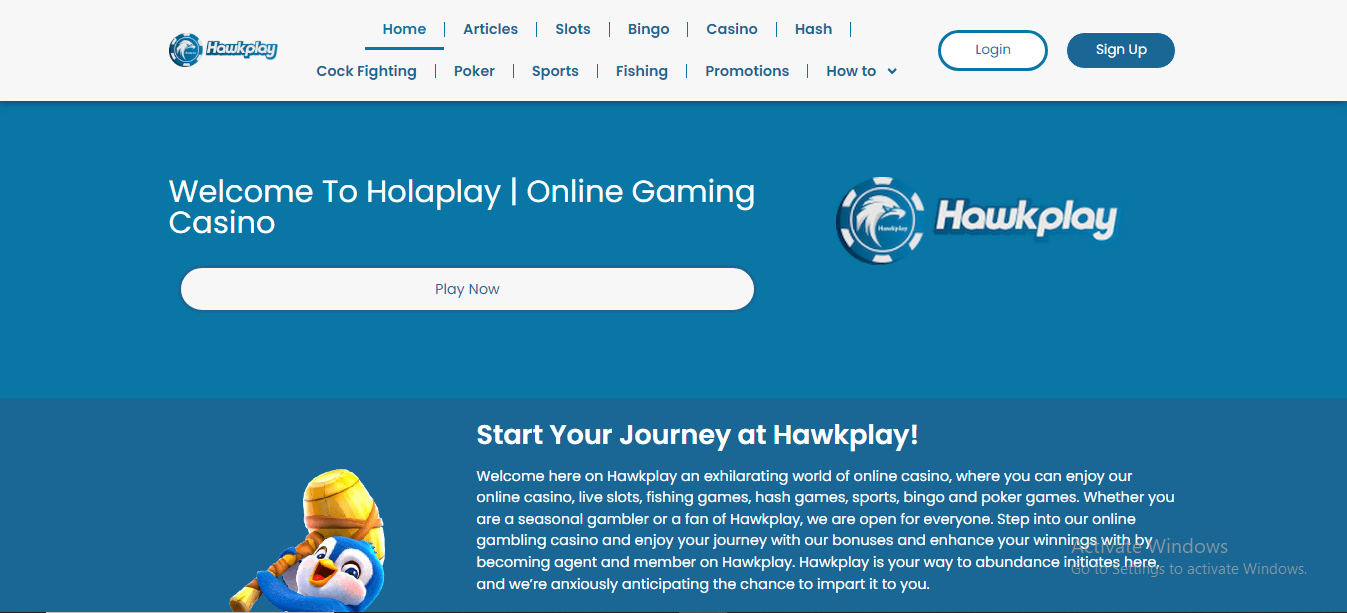 Home
Articles
Slots
Bingo
Casino
Hash
Hawkplay
Login
Sign Up
Cock Fighting
Poker
Sports
Fishing
Promotions
How to
Welcome To Holaplay | Online Gaming
Casino
Hawkplay
Hawkplay
Play Now
Start Your Journey at Hawkplay!
Welcome here on Hawkplay an exhilarating world of online casino, where you can enjoy our
online casino, live slots, fishing games, hash games, sports, bingo and poker games. Whether you
are a seasonal gambler or a fan of Hawkplay, we are open for everyone. Step into our online
gambling casino and enjoy your journey with our bonuses and enhance your winnings with by
becoming agent and member on Hawkplay. Hawkplay is your way to abundance initiates here,
and we’re anxiously anticipating the chance to impart it to you.
Activate Windows
Go to Settings to activate Windows.